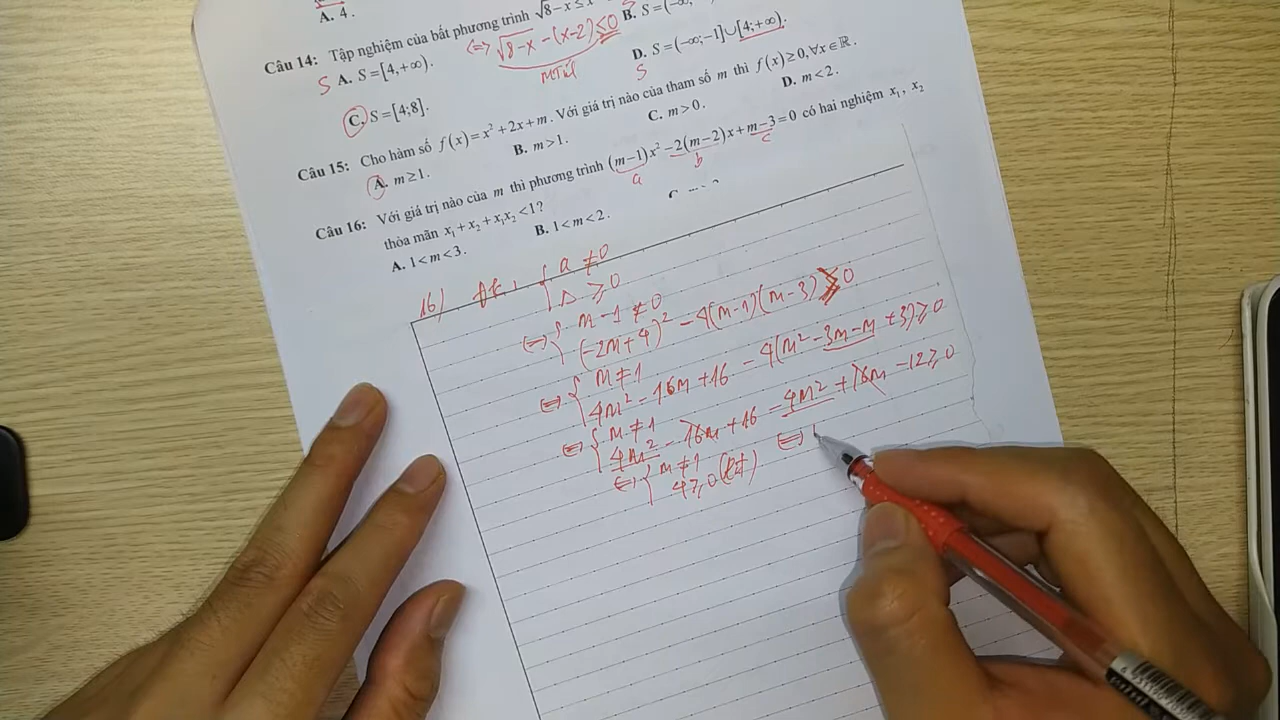 A. 4.
Câu 14: Tập nghiệm của bất phương trình √8-x ≤ x
A. S=[4,+∞).
B. S=(-∞;
⇔ √8-x - (x-2) ≤ 0
MTCT
S
C. S=[4;8].
D. S=(-∞;-1]∪[4;+∞).
S
Câu 15: Cho hàm số f(x)=x²+2x+m. Với giá trị nào của tham số m thì f(x)≥0,∀x∈ℝ.
A. m≥1.
B. m>1.
C. m>0.
D. m<2.
Câu 16: Với giá trị nào của m thì phương trình (m-1)x²-2(m-2)x+m-3=0 có hai nghiệm x₁, x₂
a b c
thỏa mãn x₁+x₂+x₁x₂<1?
A. 1<m<3.
B. 1<m<2.
16) đk: { a ≠ 0
Δ ≥ 0
⇔ { m-1 ≠ 0
(-2m+4)² - 4(m-1)(m-3) ≥ 0
⇔ { m ≠ 1
4m² - 16m + 16 - 4(m² - 3m - m + 3) ≥ 0
⇔ { m ≠ 1
4m² - 16m + 16 - 4m² + 16m - 12 ≥ 0
⇔ { m ≠ 1
4 ≥ 0 (lđ)
⇔